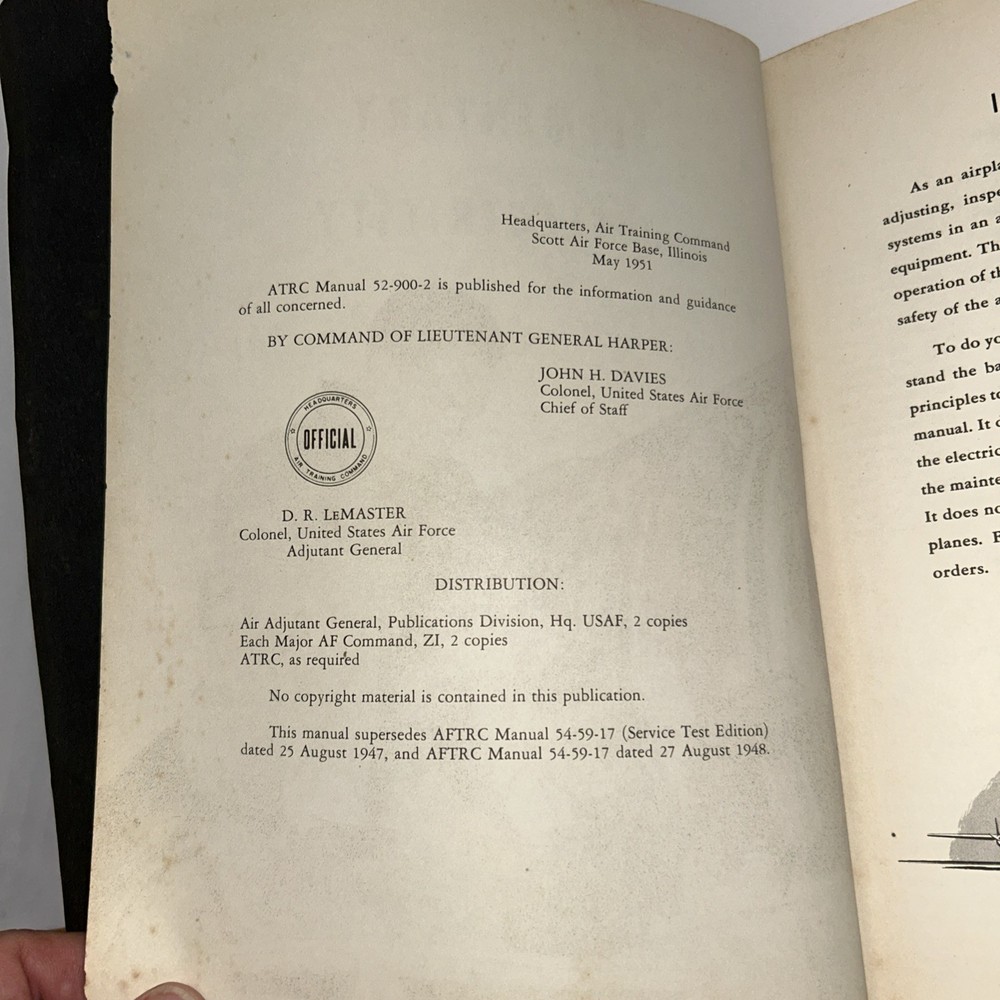 Headquarters, Air Training Command
Scott Air Force Base, Illinois
May 1951
ATRC Manual 52-900-2 is published for the information and guidance
of all concerned.
BY COMMAND OF LIEUTENANT GENERAL HARPER:
JOHN H. DAVIES
Colonel, United States Air Force
Chief of Staff
HEADQUARTERS
OFFICIAL
AIR TRAINING COMMAND
D. R. LeMASTER
Colonel, United States Air Force
Adjutant General
DISTRIBUTION:
Air Adjutant General, Publications Division, Hq. USAF, 2 copies
Each Major AF Command, ZI, 2 copies
ATRC, as required
No copyright material is contained in this publication.
This manual supersedes AFTRC Manual 54-59-17 (Service Test Edition)
dated 25 August 1947, and AFTRC Manual 54-59-17 dated 27 August 1948.
As an
adjusting,
systems in an
equipment.
operation of
safety of the
To do
stand the
principles
manual. It
the
the
It does
planes.
orders.